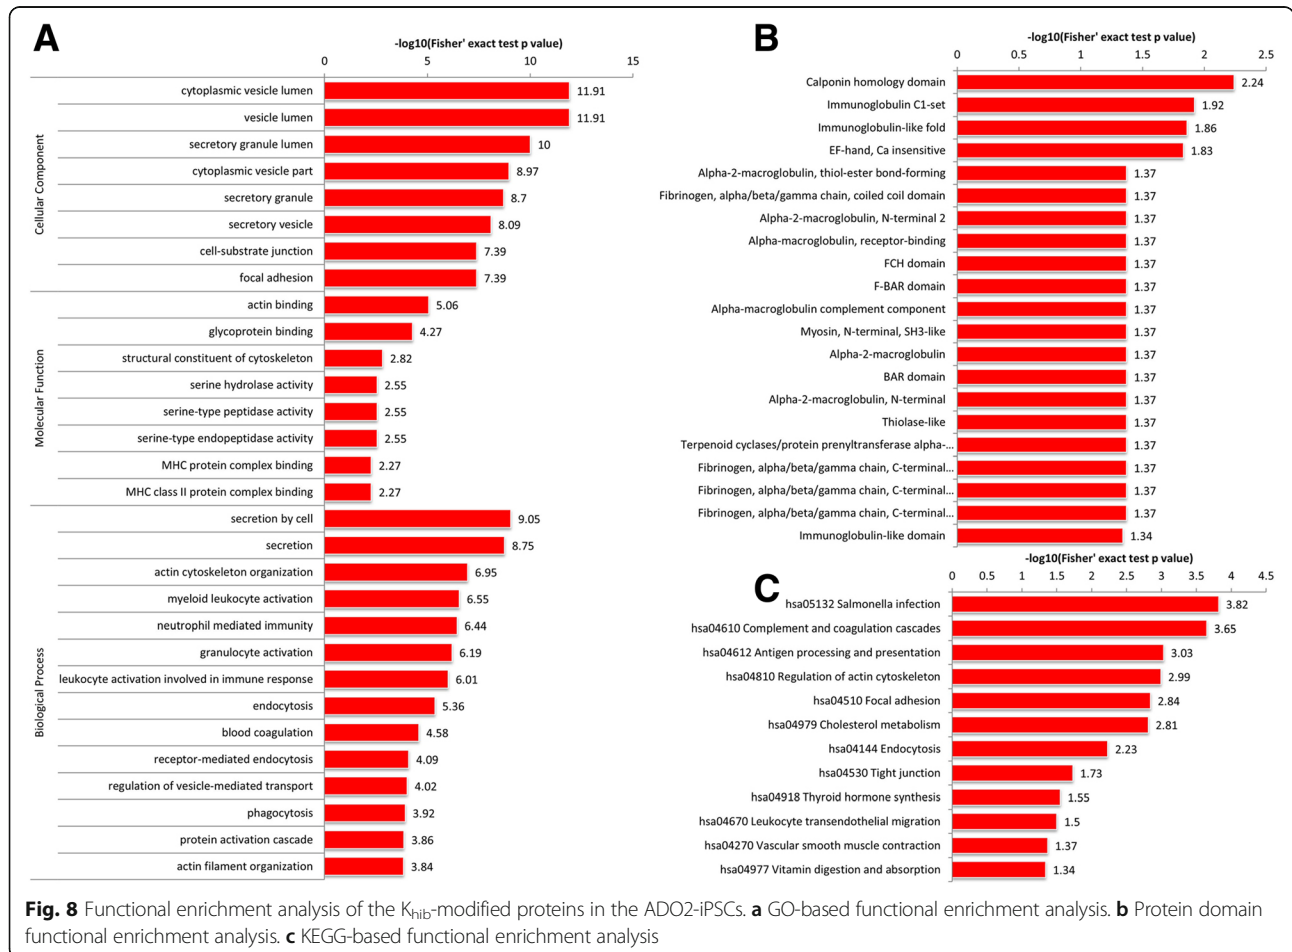 A
-log10(Fisher' exact test p value)
0 5 10 15
Cellular Component
cytoplasmic vesicle lumen 11.91
vesicle lumen 11.91
secretory granule lumen 10
cytoplasmic vesicle part 8.97
secretory granule 8.7
secretory vesicle 8.09
cell-substrate junction 7.39
focal adhesion 7.39
Molecular Function
actin binding 5.06
glycoprotein binding 4.27
structural constituent of cytoskeleton 2.82
serine hydrolase activity 2.55
serine-type peptidase activity 2.55
serine-type endopeptidase activity 2.55
MHC protein complex binding 2.27
MHC class II protein complex binding 2.27
Biological Process
secretion by cell 9.05
secretion 8.75
actin cytoskeleton organization 6.95
myeloid leukocyte activation 6.55
neutrophil mediated immunity 6.44
granulocyte activation 6.19
leukocyte activation involved in immune response 6.01
endocytosis 5.36
blood coagulation 4.58
receptor-mediated endocytosis 4.09
regulation of vesicle-mediated transport 4.02
phagocytosis 3.92
protein activation cascade 3.86
actin filament organization 3.84
B
-log10(Fisher' exact test p value)
0 0.5 1 1.5 2 2.5
Calponin homology domain 2.24
Immunoglobulin C1-set 1.92
Immunoglobulin-like fold 1.86
EF-hand, Ca insensitive 1.83
Alpha-2-macroglobulin, thiol-ester bond-forming 1.37
Fibrinogen, alpha/beta/gamma chain, coiled coil domain 1.37
Alpha-2-macroglobulin, N-terminal 2 1.37
Alpha-macroglobulin, receptor-binding 1.37
FCH domain 1.37
F-BAR domain 1.37
Alpha-macroglobulin complement component 1.37
Myosin, N-terminal, SH3-like 1.37
Alpha-2-macroglobulin 1.37
BAR domain 1.37
Alpha-2-macroglobulin, N-terminal 1.37
Thiolase-like 1.37
Terpenoid cyclases/protein prenyltransferase alpha-... 1.37
Fibrinogen, alpha/beta/gamma chain, C-terminal... 1.37
Fibrinogen, alpha/beta/gamma chain, C-terminal... 1.37
Fibrinogen, alpha/beta/gamma chain, C-terminal... 1.37
Immunoglobulin-like domain 1.34
C
-log10(Fisher' exact test p value)
0 0.5 1 1.5 2 2.5 3 3.5 4 4.5
hsa05132 Salmonella infection 3.82
hsa04610 Complement and coagulation cascades 3.65
hsa04612 Antigen processing and presentation 3.03
hsa04810 Regulation of actin cytoskeleton 2.99
hsa04510 Focal adhesion 2.84
hsa04979 Cholesterol metabolism 2.81
hsa04144 Endocytosis 2.23
hsa04530 Tight junction 1.73
hsa04918 Thyroid hormone synthesis 1.55
hsa04670 Leukocyte transendothelial migration 1.5
hsa04270 Vascular smooth muscle contraction 1.37
hsa04977 Vitamin digestion and absorption 1.34
Fig. 8 Functional enrichment analysis of the Khib-modified proteins in the ADO2-iPSCs. a GO-based functional enrichment analysis. b Protein domain
functional enrichment analysis. c KEGG-based functional enrichment analysis